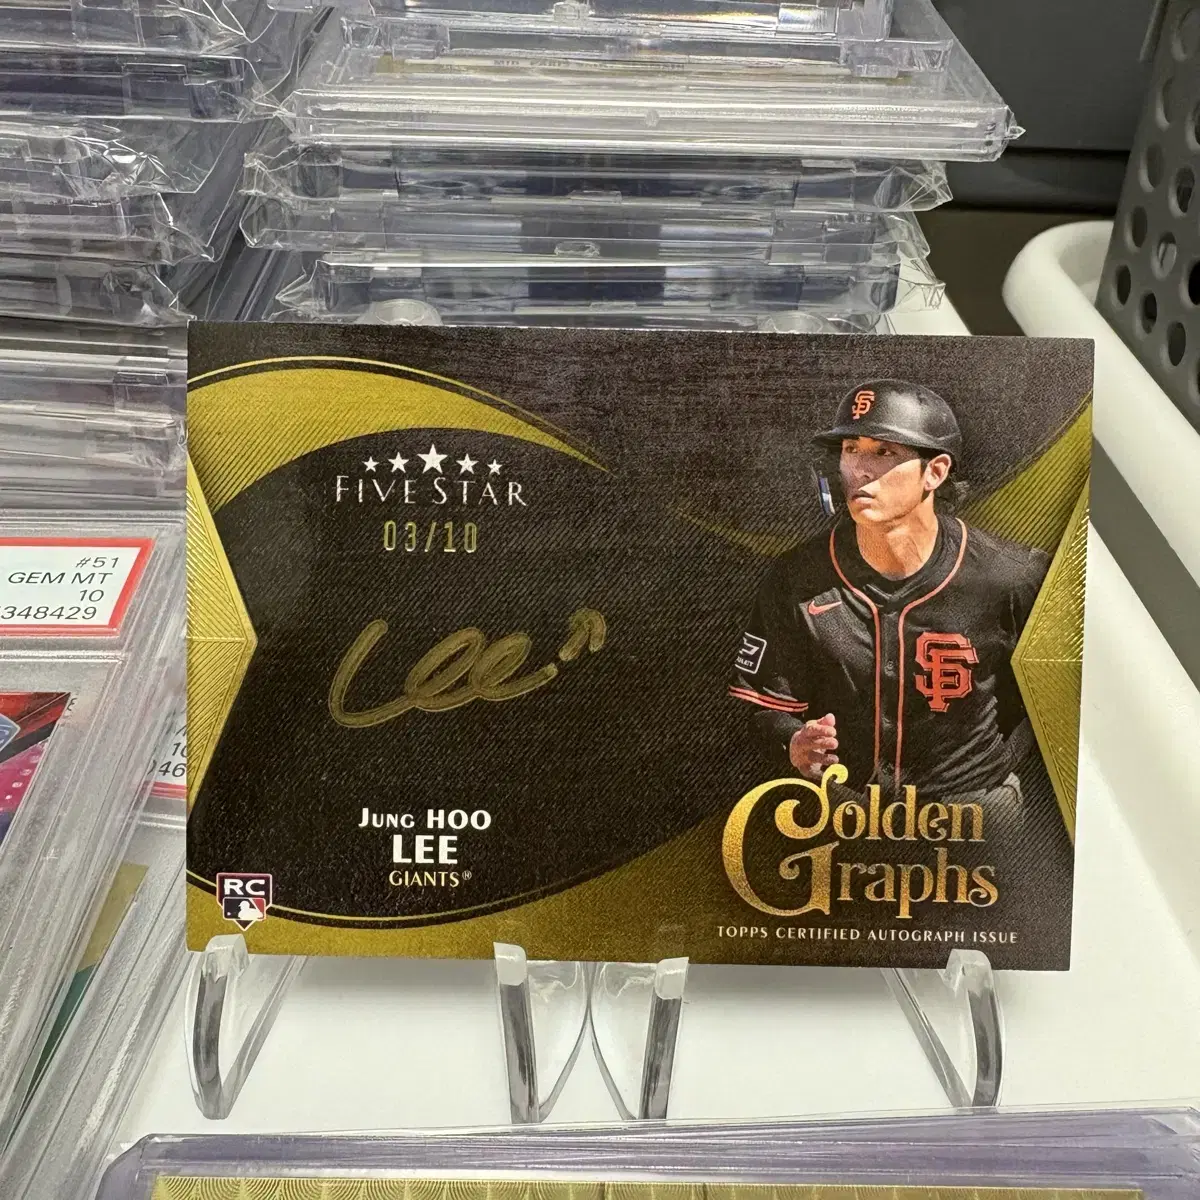 #51
GEM MT
10
348429
FIVE STAR
03/10
Lee
JUNG HOO
LEE
GIANTS®
RC
SF
SF
Golden
Graphs
TOPPS CERTIFIED AUTOGRAPH ISSUE